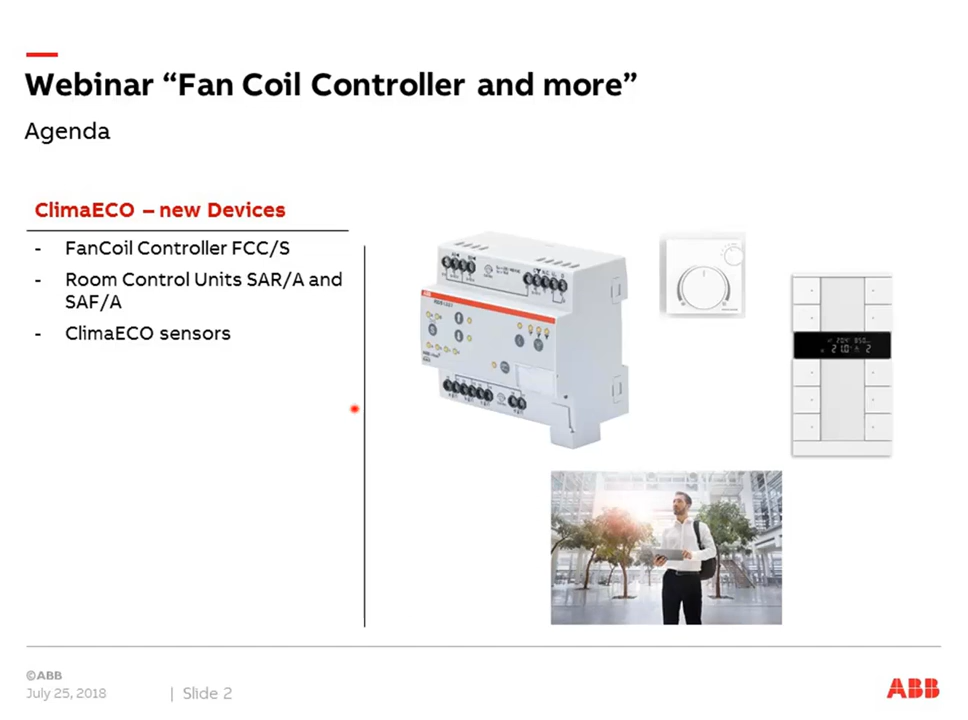 Webinar “Fan Coil Controller and more”
Agenda
ClimaECO – new Devices
- FanCoil Controller FCC/S
- Room Control Units SAR/A and
SAF/A
- ClimaECO sensors
©ABB
July 25, 2018
| Slide 2
ABB